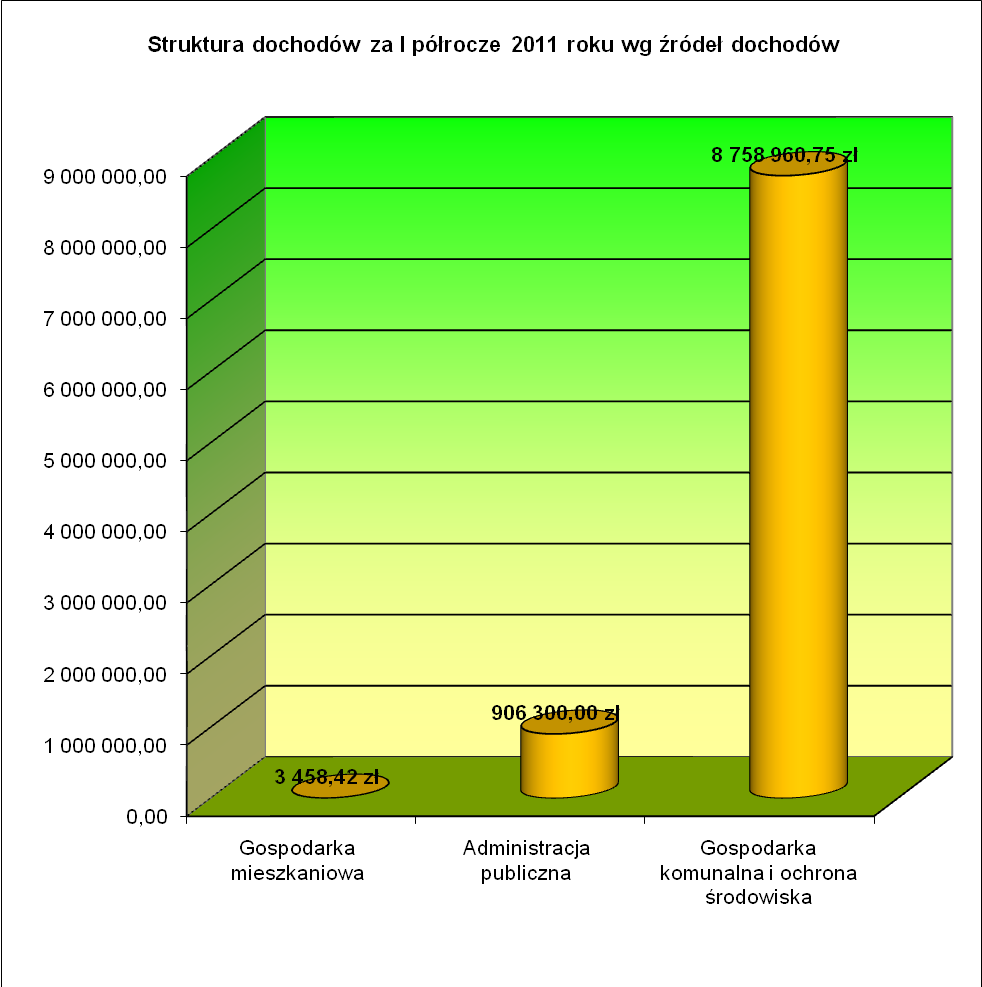 Struktura dochodów za I półrocze 2011 roku wg źródeł dochodów
8 758 960,75 zł
9 000 000,00
8 000 000,00
7 000 000,00
6 000 000,00
5 000 000,00
4 000 000,00
3 000 000,00
2 000 000,00
906 300,00 zł
1 000 000,00
3 458,42 zł
0,00
Gospodarka
mieszkaniowa
Administracja
publiczna
Gospodarka
komunalna i ochrona
środowiska